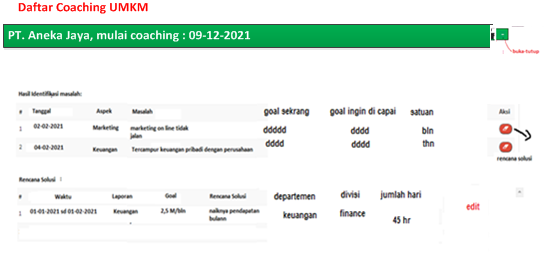 Daftar Coaching UMKM
PT. Aneka Jaya, mulai coaching : 09-12-2021
buka tutup
Hasil Identifikasi masalah:
# Tanggal Aspek Masalah goal sekrang goal ingin di capai satuan Aksi
1 02-02-2021 Marketing marketing on line tidak jalan ddddd dddd bln
2 04-02-2021 Keuangan Tercampur keuangan pribadi dengan perusahaan dddd dddd thn
rencana solusi
Rencana Solusi :
# Waktu Laporan Goal Rencana Solusi departemen divisi jumlah hari
1 01-01-2021 sd 01-02-2021 Keuangan 2,5 M/bln naiknya pendapatan bulann keuangan finance 45 hr edit